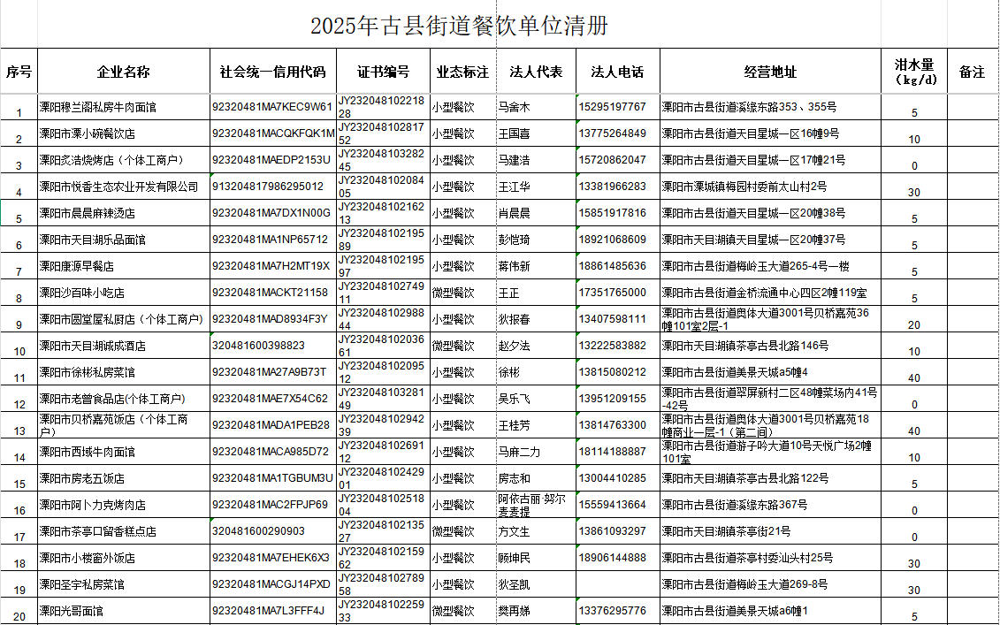 2025年古县街道餐饮单位清册
序号 企业名称 社会统一信用代码 证书编号 业态标注 法人代表 法人电话 经营地址 泔水量（kg/d） 备注
1 溧阳穆兰阁私房牛肉面馆 92320481MA7KEC9W61 JY23204810221828 小型餐饮 马舍木 15295197767 溧阳市古县街道溪缘东路353、355号 5
2 溧阳市溧小碗餐饮店 92320481MACQKFQK1M JY23204810281752 小型餐饮 王国喜 13775264849 溧阳市古县街道天目星城一区16幢9号 10
3 溧阳炙浩烧烤店（个体工商户） 92320481MAEDP2153U JY23204810328245 小型餐饮 马建浩 15720862047 溧阳市古县街道天目星城一区17幢21号 0
4 溧阳市悦香生态农业开发有限公司 913204817986295012 JY23204810208405 小型餐饮 王江华 13381966283 溧阳市溧城镇梅园村委前太山村2号 30
5 溧阳市晨晨麻辣烫店 92320481MA7DX1N00G JY23204810216213 小型餐饮 肖晨晨 15851917816 溧阳市古县街道天目星城一区20幢38号 5
6 溧阳市天目湖乐品面馆 92320481MA1NP65712 JY23204810219589 小型餐饮 彭恺琦 18921068609 溧阳市天目湖镇天目星城一区20幢37号 5
7 溧阳康源早餐店 92320481MA7H2MT19X JY23204810219597 小型餐饮 蒋伟新 18861485636 溧阳市古县街道梅岭玉大道265-4号一楼 5
8 溧阳沙百味小吃店 92320481MACKT21158 JY23204810274911 微型餐饮 王正 17351765000 溧阳市古县街道金桥流通中心四区2幢119室 5
9 溧阳市圆堂屋私厨店（个体工商户) 92320481MAD8934F3Y JY23204810298844 小型餐饮 狄报春 13407598111 溧阳市古县街道奥体大道3001号贝桥嘉苑36幢101室2层-1 20
10 溧阳市天目湖诚成酒店 320481600398823 JY23204810203661 微型餐饮 赵夕法 13222583882 溧阳市天目湖镇茶亭古县北路146号 10
11 溧阳市徐彬私房菜馆 92320481MA27A9B73T JY23204810209512 小型餐饮 徐彬 13815080212 溧阳市古县街道美景天城a5幢4 40
12 溧阳市老曾食品店(个体工商户) 92320481MAE7X54C62 JY23204810328149 小型餐饮 吴乐飞 13951209155 溧阳市古县街道翠屏新村二区48幢菜场内41号-42号 0
13 溧阳市贝桥嘉苑饭店（个体工商户） 92320481MADA1PEB28 JY23204810294239 小型餐饮 王桂芳 13814763300 溧阳市古县街道奥体大道3001号贝桥嘉苑18幢商业一层-1（第二间） 40
14 溧阳市西域牛肉面馆 92320481MACA985D72 JY23204810269112 小型餐饮 马麻二力 18114188887 溧阳市古县街道游子吟大道10号天悦广场2幢101室 10
15 溧阳市房老五饭店 92320481MA1TGBUM3U JY23204810242901 小型餐饮 房志和 13004410285 溧阳市天目湖镇茶亭古县北路122号 5
16 溧阳市阿卜力克烤肉店 92320481MAC2FPJP69 JY23204810251804 小型餐饮 阿依古丽·努尔麦麦提 15559413664 溧阳市古县街道溪缘东路367号 0
17 溧阳市茶亭口留香糕点店 320481600290903 JY23204810213527 微型餐饮 方文生 13861093297 溧阳市天目湖镇茶亭街21号 0
18 溧阳市小楼窗外饭店 92320481MA7EHEK6X3 JY23204810215962 小型餐饮 顾坤民 18906144888 溧阳市古县街道茶亭村委汕头村25号 30
19 溧阳圣宇私房菜馆 92320481MACGJ14PXD JY23204810278958 小型餐饮 狄圣凯 溧阳市古县街道梅岭玉大道269-8号 30
20 溧阳光哥面馆 92320481MA7L3FFF4J JY23204810225933 微型餐饮 樊再娣 13376295776 溧阳市古县街道美景天城a6幢1 5